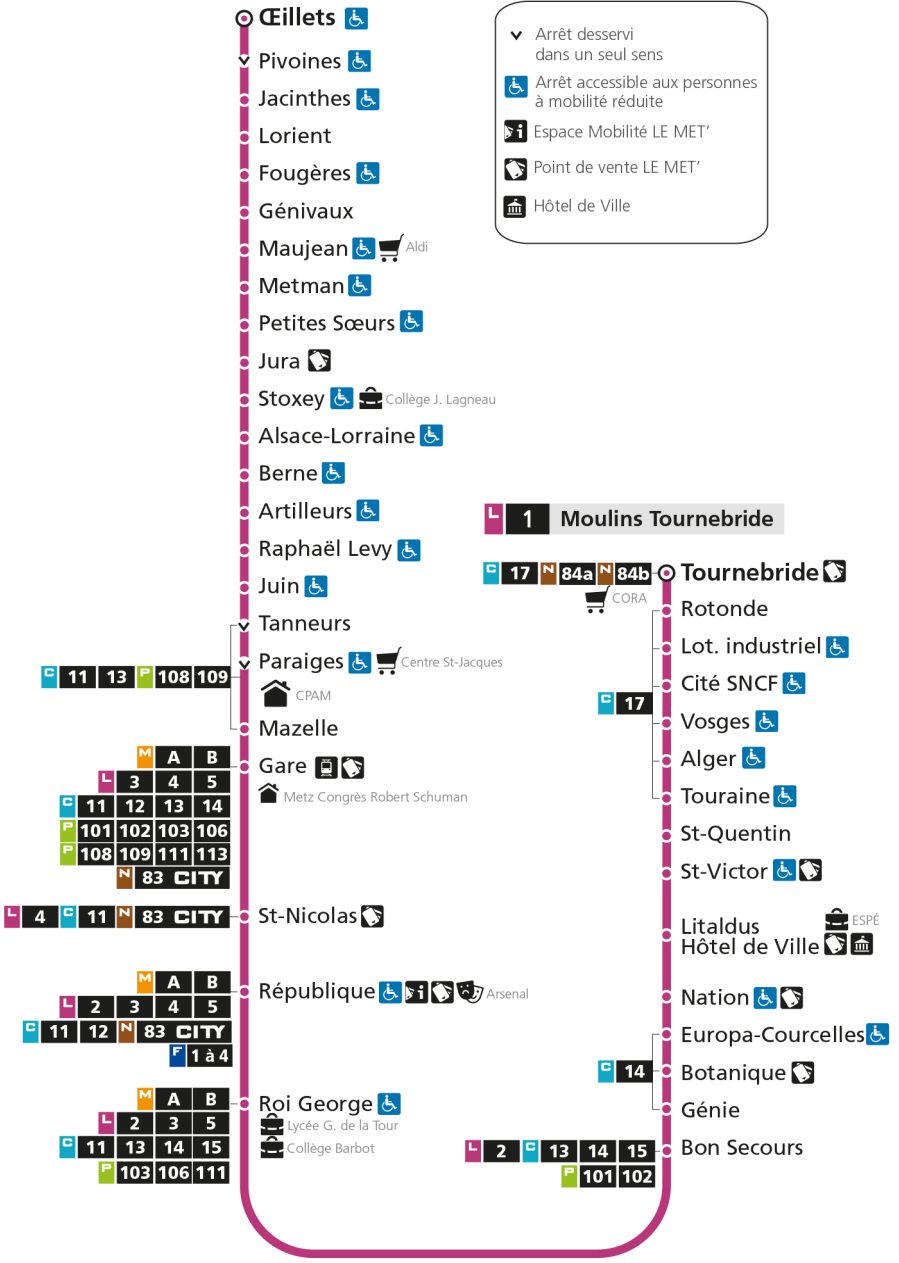 Œillets
Pivoines
Jacinthes
Lorient
Fougères
Génivaux
Maujean Aldi
Metman
Petites Sœurs
Jura
Stoxey Collège J. Lagneau
Alsace-Lorraine
Berne
Artilleurs
Raphaël Levy
Juin
Tanneurs
C 11 13 P 108 109
Paraiges Centre St-Jacques
CPAM
Mazelle
M A B
L 3 4 5
C 11 12 13 14
P 101 102 103 106
P 108 109 111 113
N 83 CITY
Gare
Metz Congrès Robert Schuman
L 4 C 11 N 83 CITY
St-Nicolas
M A B
L 2 3 4 5
C 11 12 N 83 CITY
F 1 à 4
République Arsenal
M A B
L 2 3 5
C 11 13 14 15
P 103 106 111
Roi George
Lycée G. de la Tour
Collège Barbot
Arrêt desservi
dans un seul sens
Arrêt accessible aux personnes
à mobilité réduite
Espace Mobilité LE MET’
Point de vente LE MET’
Hôtel de Ville
L 1 Moulins Tournebride
C 17 N 84a N 84b
Tournebride
CORA
Rotonde
Lot. industriel
Cité SNCF
C 17
Vosges
Alger
Touraine
St-Quentin
St-Victor
Litaldus ESPÉ
Hôtel de Ville
Nation
Europa-Courcelles
C 14
Botanique
Génie
L 2 C 13 14 15
P 101 102
Bon Secours